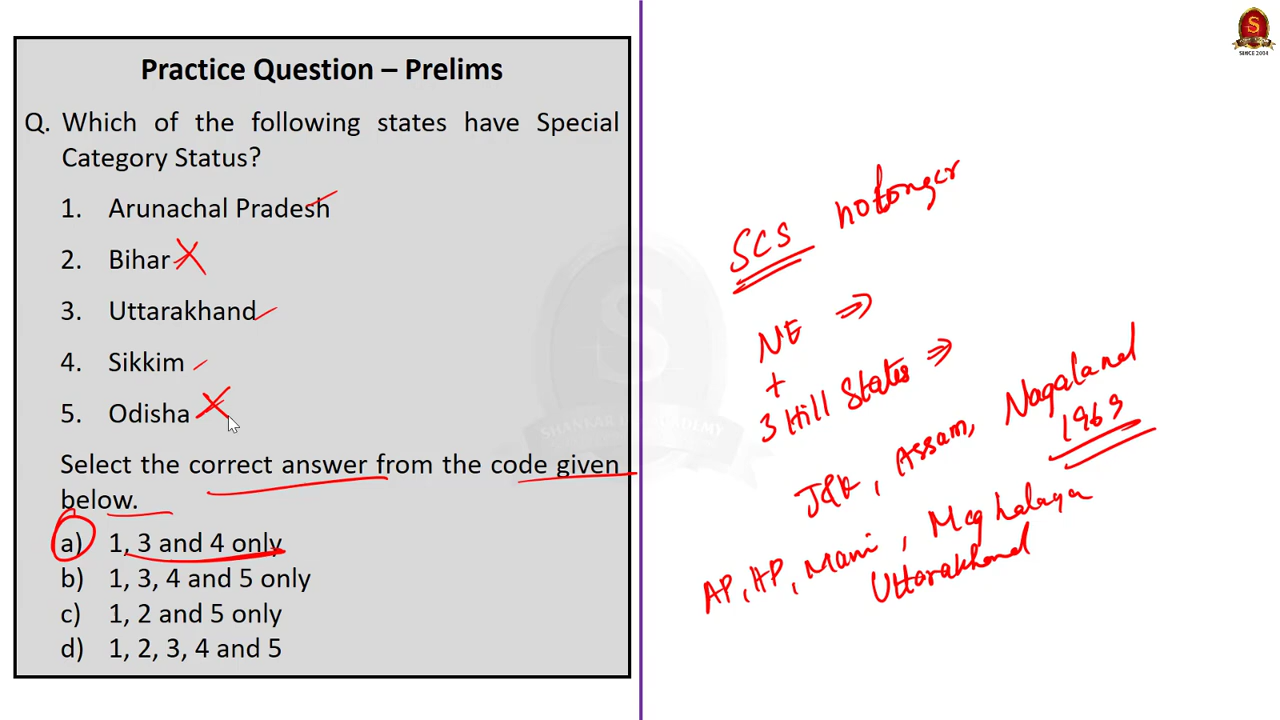 Practice Question – Prelims
Q. Which of the following states have Special
Category Status?
1. Arunachal Pradesh
2. Bihar
3. Uttarakhand
4. Sikkim
5. Odisha
Select the correct answer from the code given
below.
a) 1, 3 and 4 only
b) 1, 3, 4 and 5 only
c) 1, 2 and 5 only
d) 1, 2, 3, 4 and 5
S
SINCE 2004
SCS no longer
NE ⇒
+
3 Hill States ⇒
J&K, Assam, Nagaland
1969
AP, HP, Mani, Meghalaya
Uttarakhand